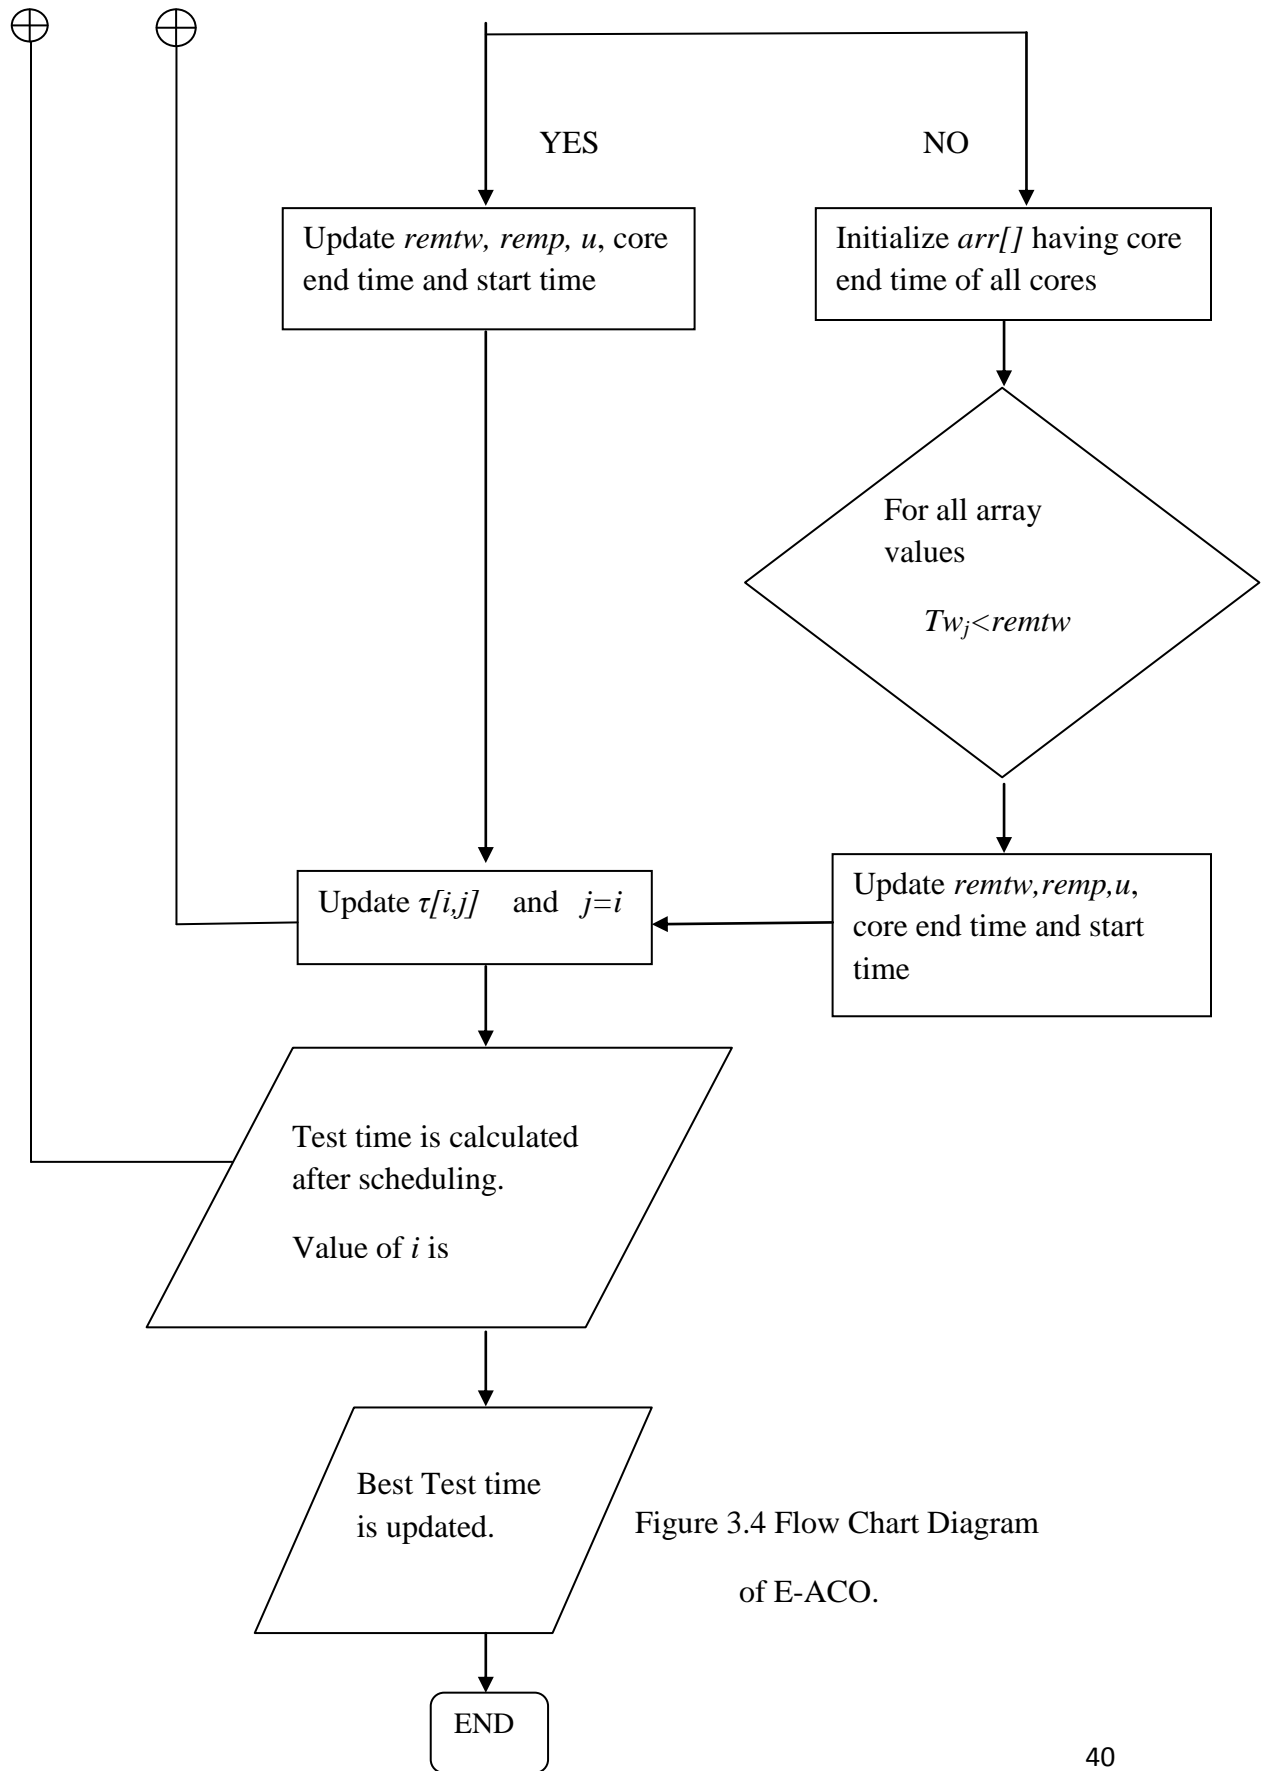 YES
NO
Update remtw, remp, u, core
end time and start time
Initialize arr[] having core
end time of all cores
For all array
values
Twj<remtw
Update τ[i,j] and j=i
Update remtw,remp,u,
core end time and start
time
Test time is calculated
after scheduling.
Value of i is
Best Test time
is updated.
Figure 3.4 Flow Chart Diagram
of E-ACO.
END
40